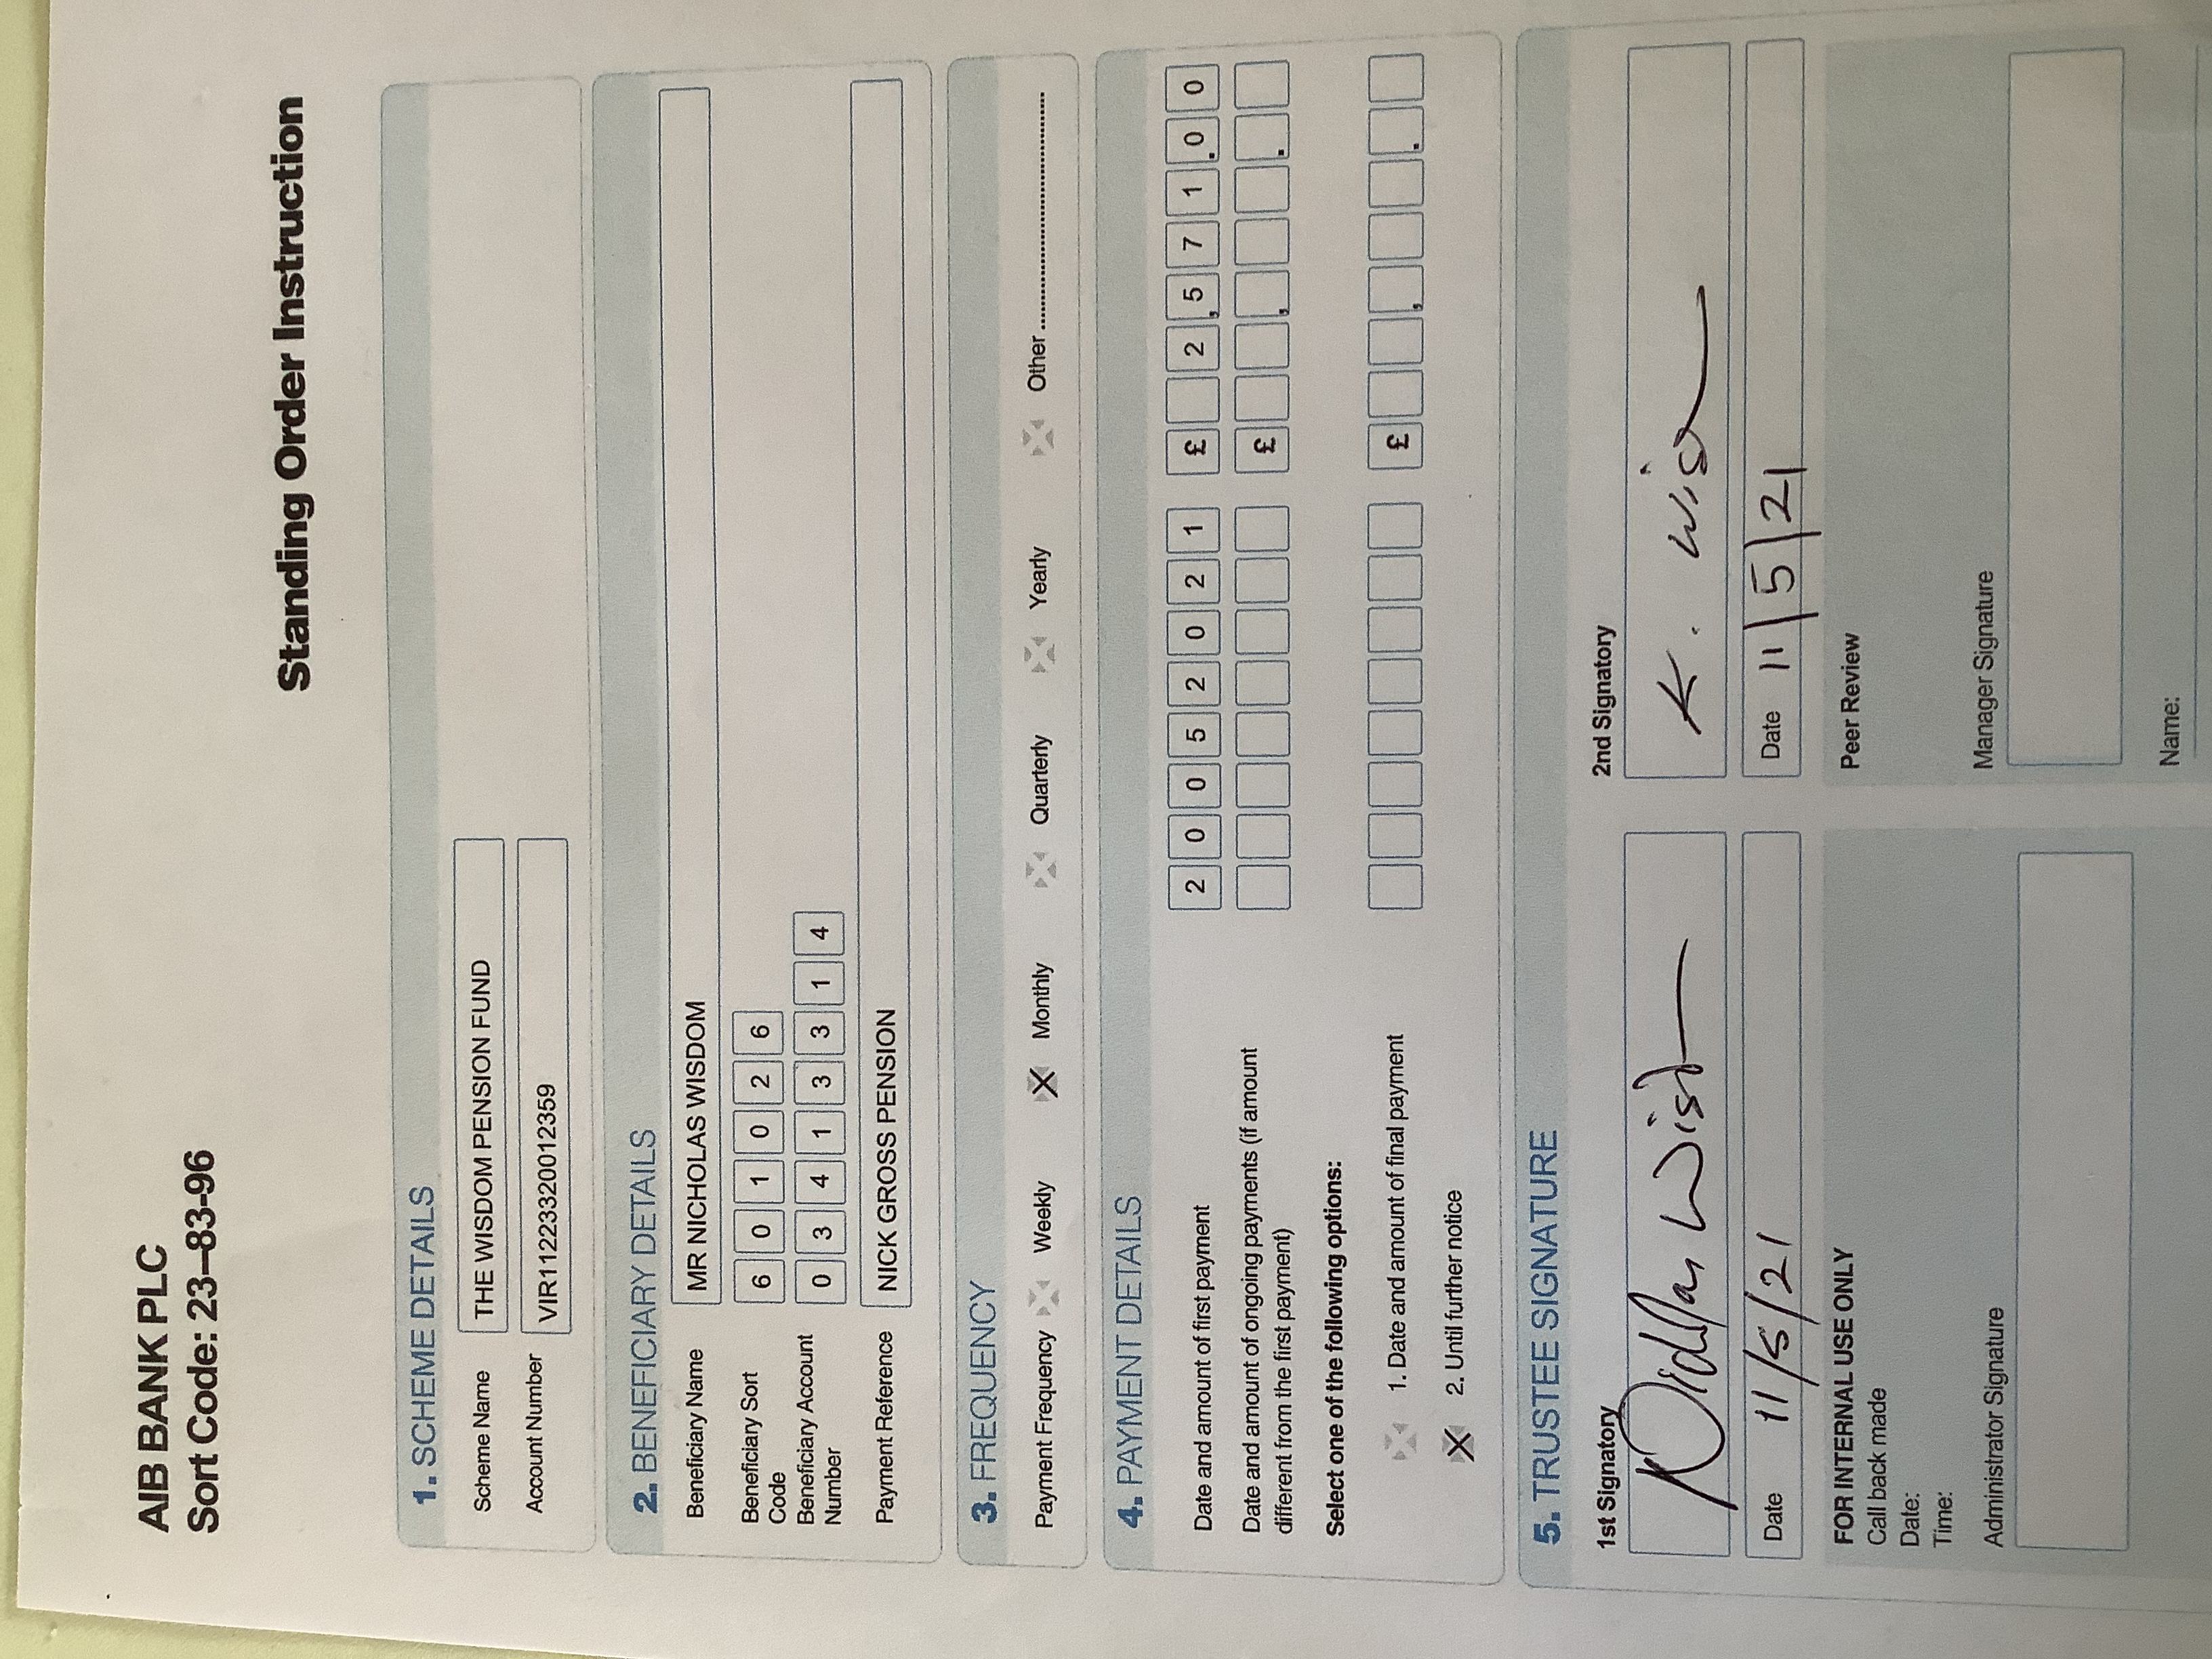 AIB BANK PLC
Sort Code: 23–83-96
Standing Order Instruction
1. SCHEME DETAILS
Scheme Name THE WISDOM PENSION FUND
Account Number VIR11223320012359
2. BENEFICIARY DETAILS
Beneficiary Name MR NICHOLAS WISDOM
Beneficiary Sort Code 6 0 1 0 2 6
Beneficiary Account Number 0 3 4 1 3 3 1 4
Payment Reference NICK GROSS PENSION
3. FREQUENCY
Payment Frequency Weekly X Monthly Quarterly Yearly Other
4. PAYMENT DETAILS
Date and amount of first payment 2 0 0 5 2 0 2 1 £ 2,5 7 1.0 0
Date and amount of ongoing payments (if amount £ , .
different from the first payment)
Select one of the following options:
1. Date and amount of final payment £ , .
X 2. Until further notice
5. TRUSTEE SIGNATURE
1st Signatory 2nd Signatory
K.
Date 11/5/21 Date 11/5/21
FOR INTERNAL USE ONLY Peer Review
Call back made
Date:
Time:
Administrator Signature Manager Signature
Name: